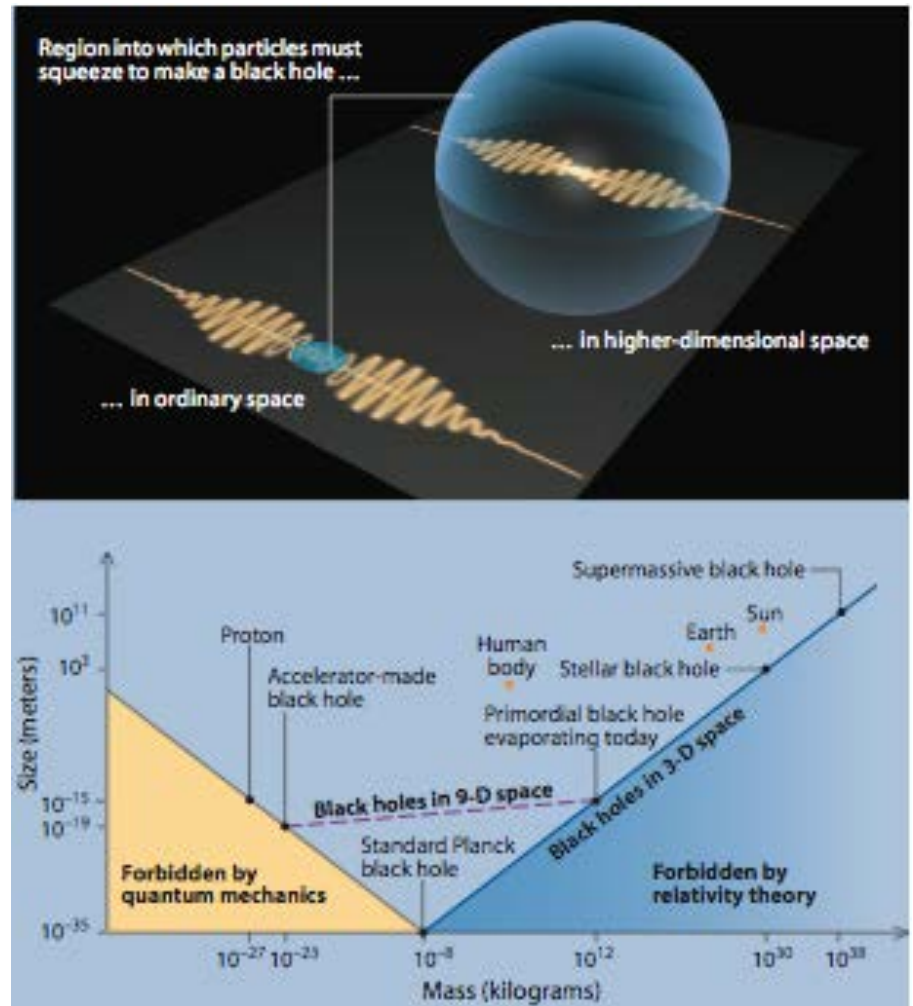 Region into which particles must
squeeze to make a black hole ...
... in higher-dimensional space
... in ordinary space
Supermassive black hole
10¹¹
Sun
Proton
Earth
Human
body
Accelerator-made
black hole
Stellar black hole
Primordial black hole
evaporating today
Size (meters)
10⁻¹⁵
Black holes in 9-D space
Black holes in 3-D space
10⁻¹⁹
Standard Planck
black hole
Forbidden by
quantum mechanics
Forbidden by
relativity theory
10⁻³⁵
10⁻²⁷ 10⁻²³ 10⁻⁸ 10¹² 10³⁰ 10³⁸
Mass (kilograms)